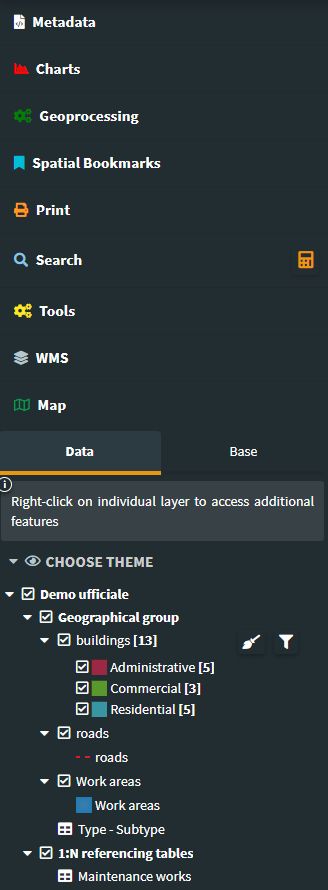 Metadata
Charts
Geoprocessing
Spatial Bookmarks
Print
Search
Tools
WMS
Map
Data Base
Right-click on individual layer to access additional
features
CHOOSE THEME
Demo ufficiale
Geographical group
buildings [13]
Administrative [5]
Commercial [3]
Residential [5]
roads
roads
Work areas
Work areas
Type - Subtype
1:N referencing tables
Maintenance works